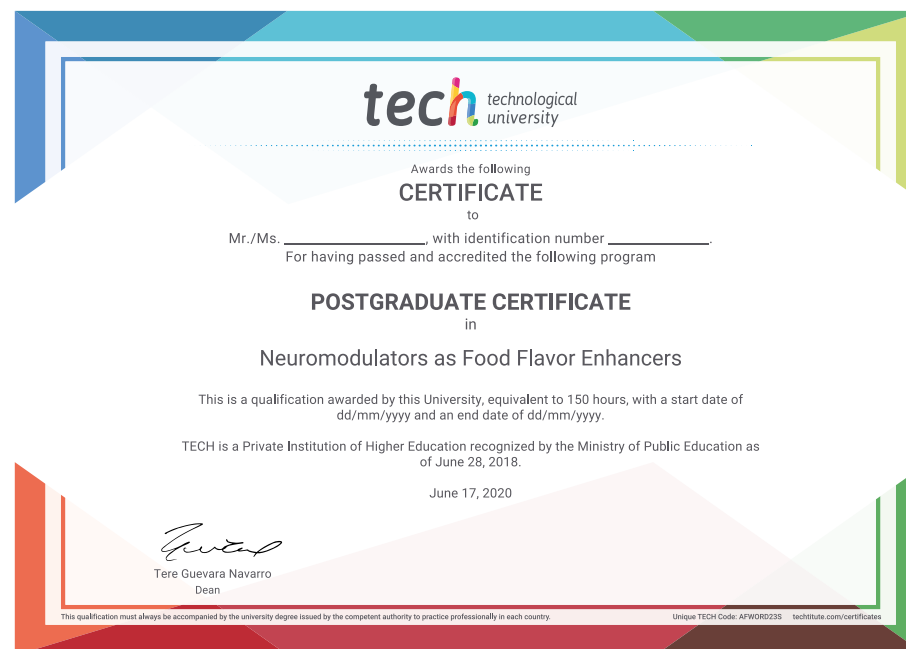 tech technological
university
Awards the following
CERTIFICATE
to
Mr./Ms. ____________________, with identification number ______________.
For having passed and accredited the following program
POSTGRADUATE CERTIFICATE
in
Neuromodulators as Food Flavor Enhancers
This is a qualification awarded by this University, equivalent to 150 hours, with a start date of
dd/mm/yyyy and an end date of dd/mm/yyyy.
TECH is a Private Institution of Higher Education recognized by the Ministry of Public Education as
of June 28, 2018.
June 17, 2020
Tere Guevara Navarro
Dean
This qualification must always be accompanied by the university degree issued by the competent authority to practice professionally in each country.
Unique TECH Code: AFWORD23S techtitute.com/certificates